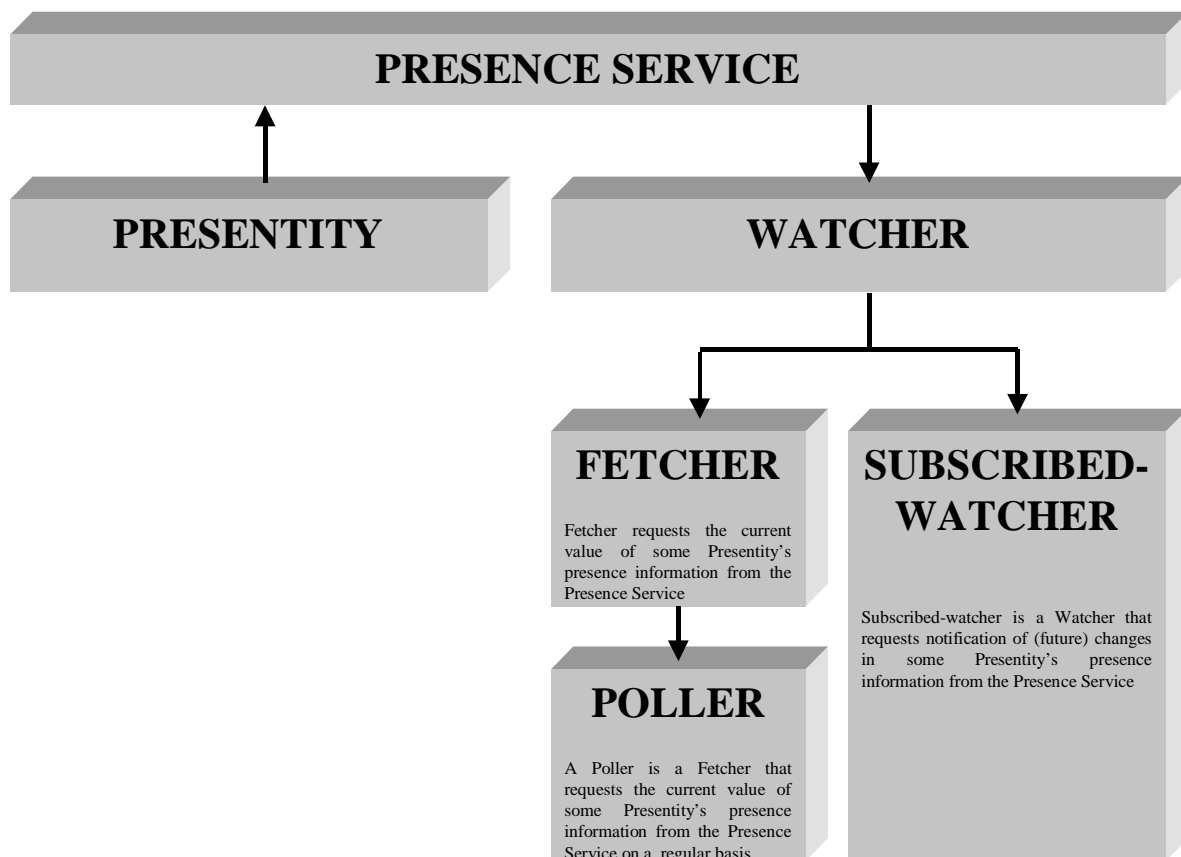 PRESENCE SERVICE
PRESENTITY
WATCHER
FETCHER
Fetcher requests the current
value of some Presentity’s
presence information from the
Presence Service
SUBSCRIBED-
WATCHER
Subscribed-watcher is a Watcher that
requests notification of (future) changes
in some Presentity’s presence
information from the Presence Service
POLLER
A Poller is a Fetcher that
requests the current value of
some Presentity’s presence
information from the Presence
Service on a regular basis